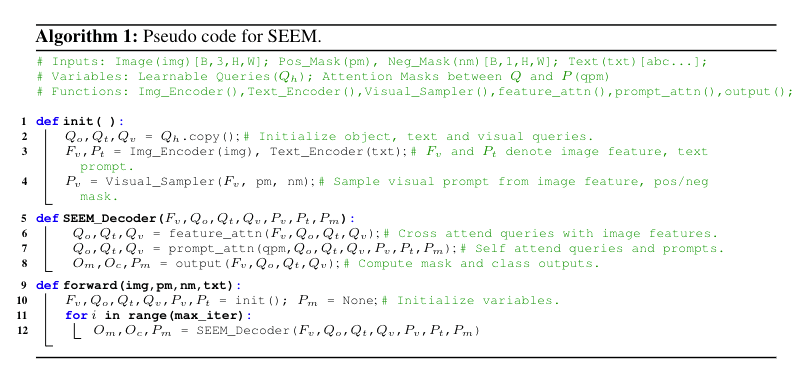 Algorithm 1: Pseudo code for SEEM.
# Inputs: Image(img)[B,3,H,W]; Pos_Mask(pm), Neg_Mask(nm)[B,1,H,W]; Text(txt)[abc...];
# Variables: Learnable Queries(Q_h); Attention Masks between Q and P(qpm)
# Functions: Img_Encoder(),Text_Encoder(),Visual_Sampler(),feature_attn(),prompt_attn(),output();
1 def init( ):
2 Q_o,Q_t,Q_v = Q_h.copy();# Initialize object, text and visual queries.
3 F_v,P_t = Img_Encoder(img), Text_Encoder(txt);# F_v and P_t denote image feature, text
prompt.
4 P_v = Visual_Sampler(F_v, pm, nm);# Sample visual prompt from image feature, pos/neg
mask.
5 def SEEM_Decoder(F_v,Q_o,Q_t,Q_v,P_v,P_t,P_m):
6 Q_o,Q_t,Q_v = feature_attn(F_v,Q_o,Q_t,Q_v);# Cross attend queries with image features.
7 Q_o,Q_t,Q_v = prompt_attn(qpm,Q_o,Q_t,Q_v,P_v,P_t,P_m);# Self attend queries and prompts.
8 O_m,O_c,P_m = output(F_v,Q_o,Q_t,Q_v);# Compute mask and class outputs.
9 def forward(img,pm,nm,txt):
10 F_v,Q_o,Q_t,Q_v,P_v,P_t = init(); P_m = None;# Initialize variables.
11 for i in range(max_iter):
12 O_m,O_c,P_m = SEEM_Decoder(F_v,Q_o,Q_t,Q_v,P_v,P_t,P_m)